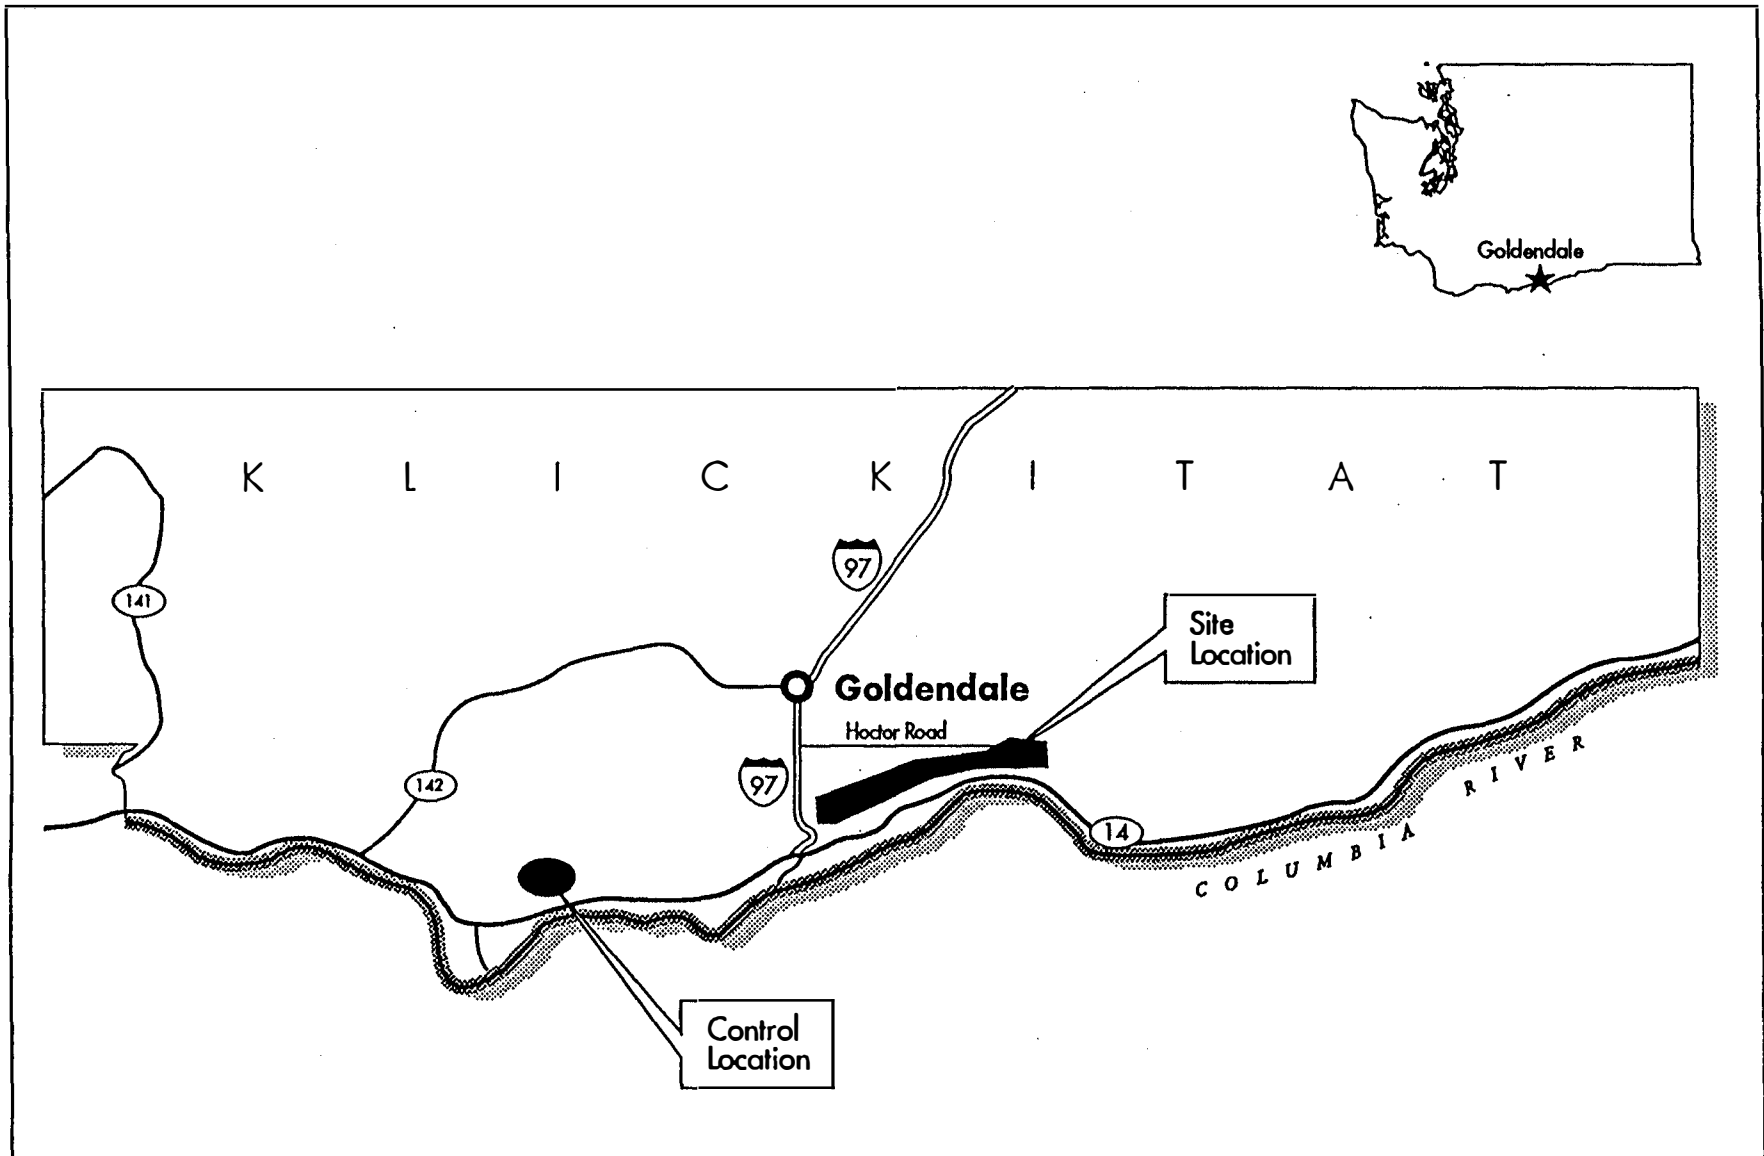 Goldendale
K L I C K I T A T
97
141
Site
Location
Goldendale
Hoctor Road
97
142
14
COLUMBIA RIVER
Control
Location